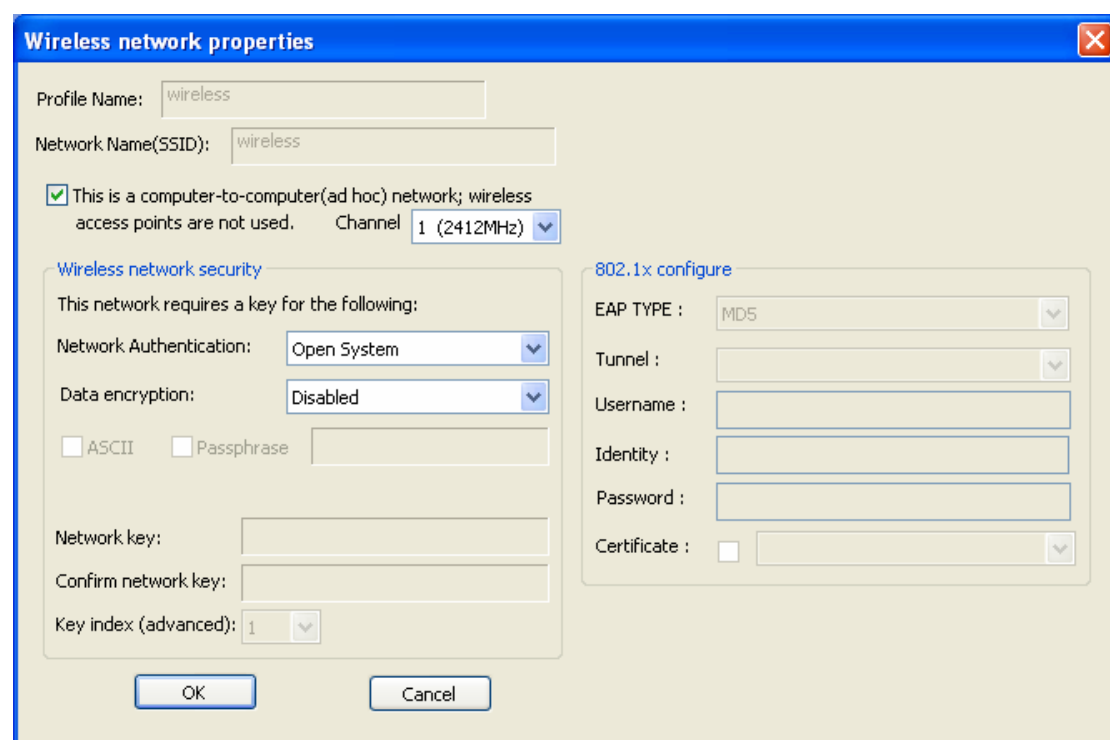 Wireless network properties
Profile Name: wireless
Network Name(SSID): wireless
This is a computer-to-computer(ad hoc) network; wireless
access points are not used. Channel 1 (2412MHz)
Wireless network security
This network requires a key for the following:
Network Authentication: Open System
Data encryption: Disabled
ASCII Passphrase
Network key:
Confirm network key:
Key index (advanced): 1
802.1x configure
EAP TYPE : MD5
Tunnel :
Username :
Identity :
Password :
Certificate :
OK Cancel